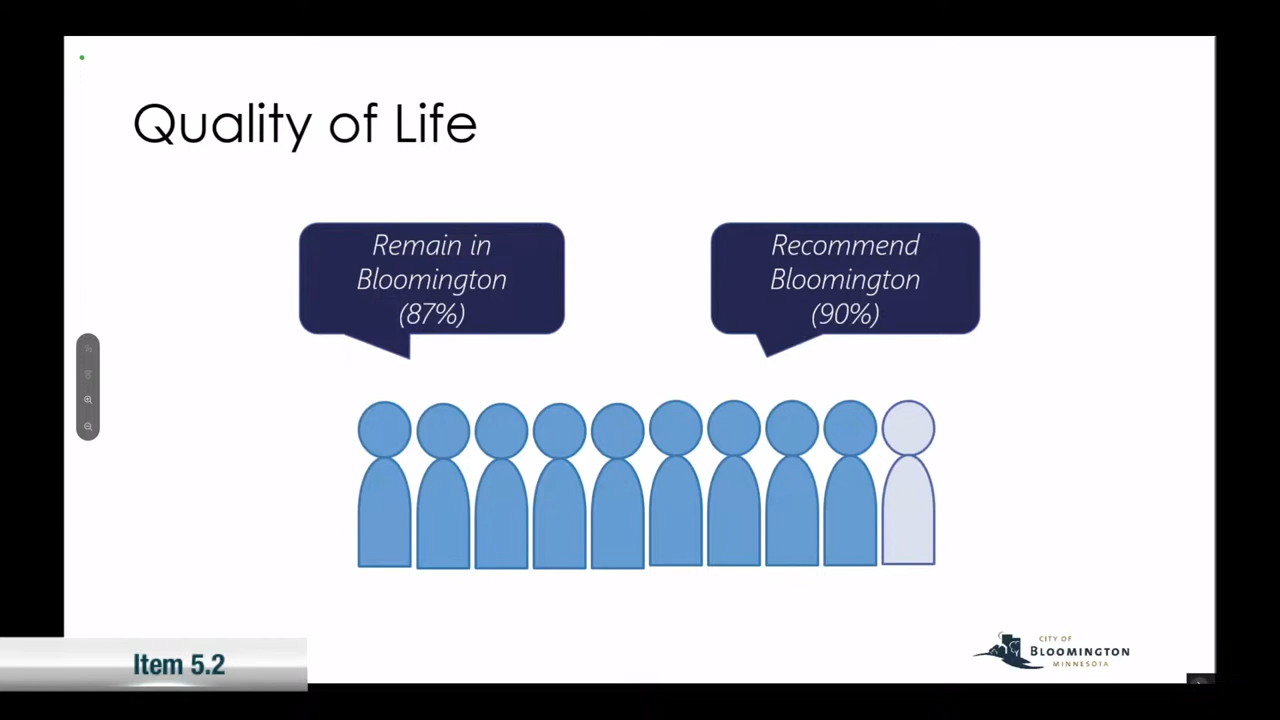 Quality of Life
Remain in
Bloomington
(87%)
Recommend
Bloomington
(90%)
Item 5.2
CITY OF
BLOOMINGTON
MINNESOTA